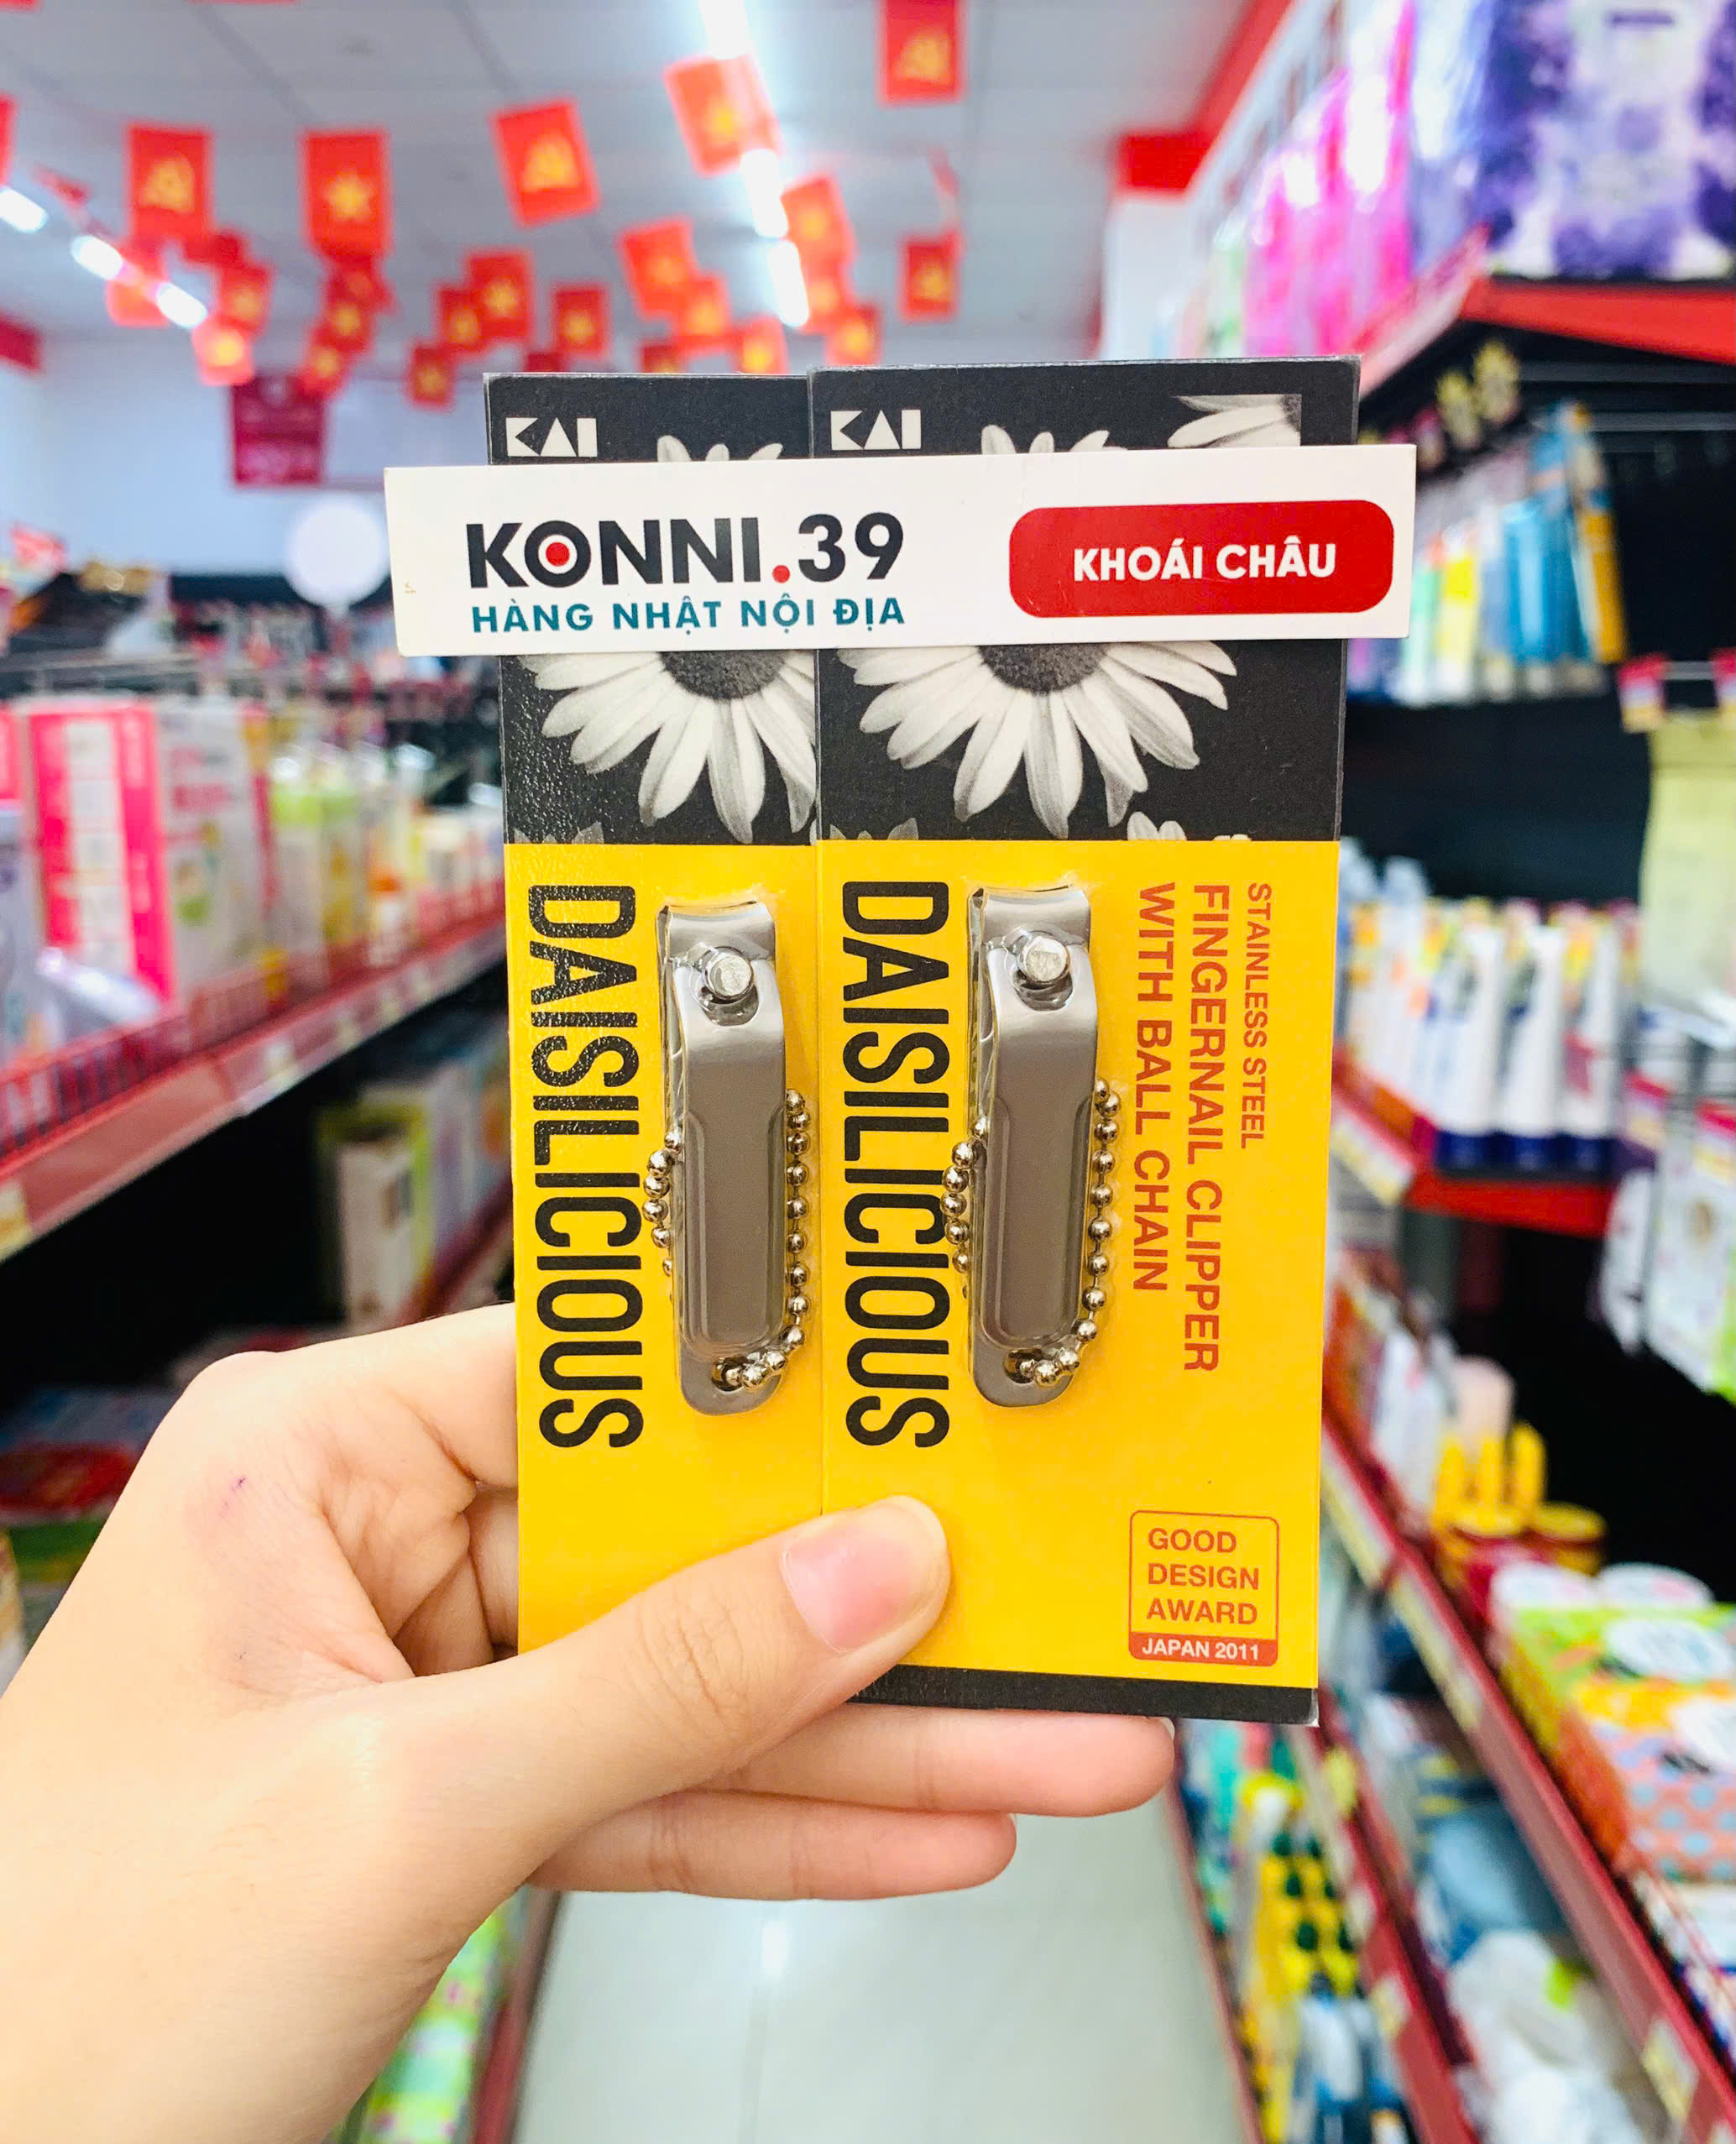 KAI
KAI
KONNI.39
HÀNG NHẬT NỘI ĐỊA
KHOÁI CHÂU
DAISILICIOUS
DAISILICIOUS
STAINLESS STEEL
FINGERNAIL CLIPPER
WITH BALL CHAIN
GOOD
DESIGN
AWARD
JAPAN 2011